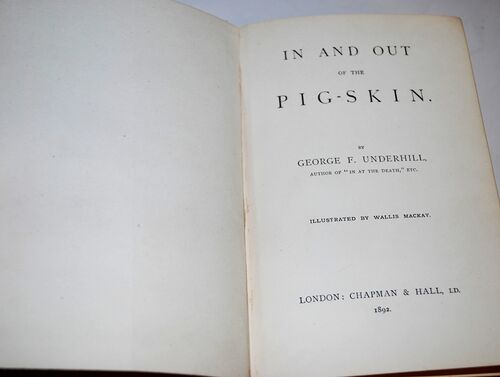 IN AND OUT
OF THE
PIG-SKIN.
BY
GEORGE F. UNDERHILL,
AUTHOR OF "IN AT THE DEATH," ETC.
ILLUSTRATED BY WALLIS MACKAY.
LONDON: CHAPMAN & HALL, LD.
1892.